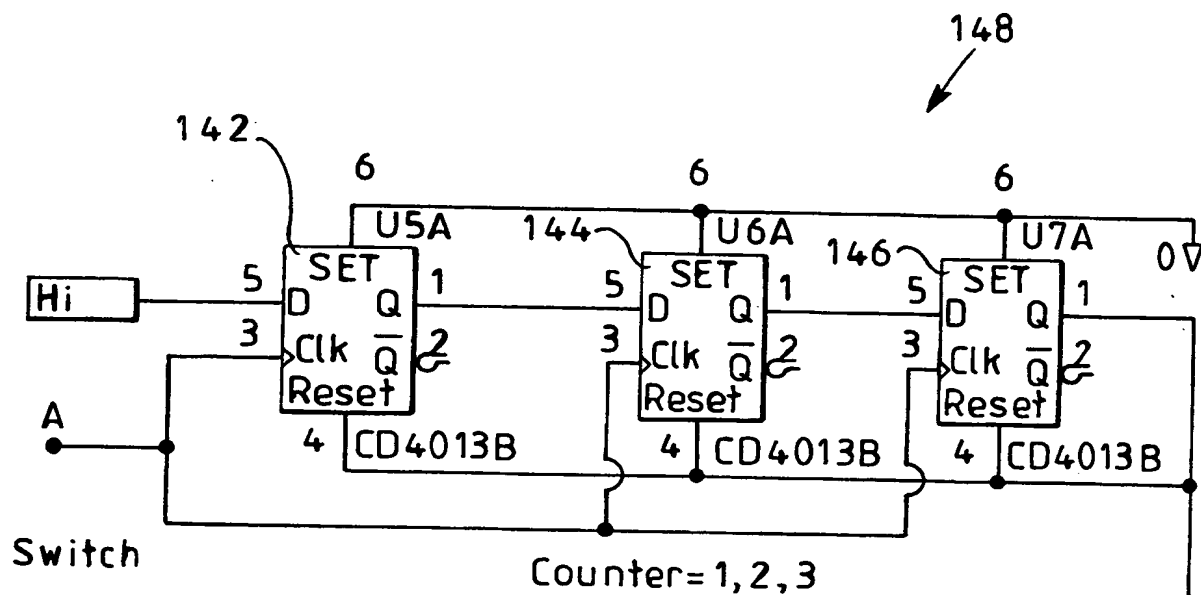 148
142
6
6
6
U5A
144
U6A
146
U7A
0
SET
SET
SET
Hi
5
D
Q
1
5
D
Q
1
5
D
Q
1
3
Clk
Q
2
3
Clk
Q
2
3
Clk
Q
2
Reset
Reset
Reset
A
4
CD4013B
4
CD4013B
4
CD4013B
Switch
Counter=1,2,3